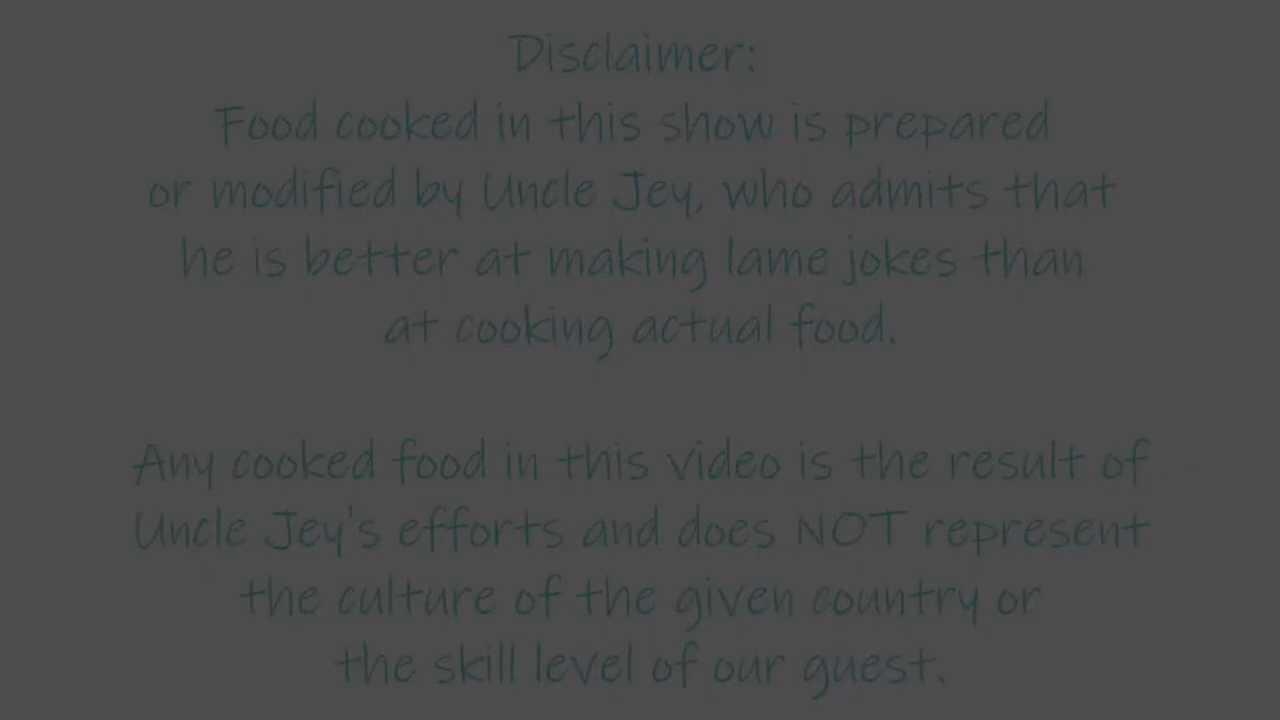 Disclaimer:
Food cooked in this show is prepared
or modified by Uncle Jey, who admits that
he is better at making lame jokes than
at cooking actual food.
Any cooked food in this video is the result of
Uncle Jey's efforts and does NOT represent
the culture of the given country or
the skill level of our guest.